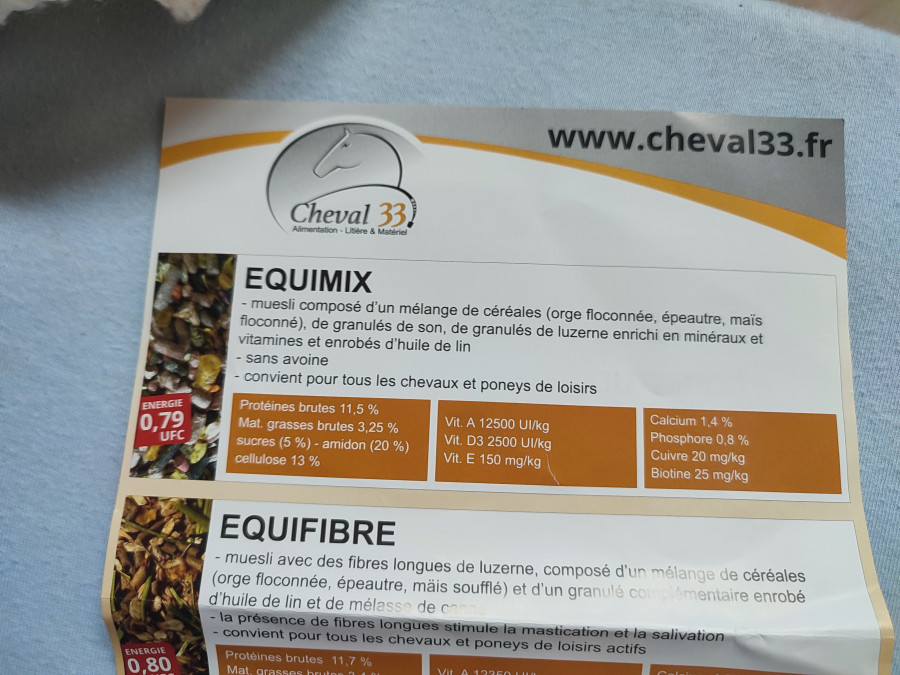 www.cheval33.fr
Cheval 33
Alimentation - Litière & Matériel
EQUIMIX
- muesli composé d'un mélange de céréales (orge floconnée, épeautre, maïs
floconné), de granulés de son, de granulés de luzerne enrichi en minéraux et
vitamines et enrobés d'huile de lin
- sans avoine
- convient pour tous les chevaux et poneys de loisirs
ENERGIE
0,79
UFC
Protéines brutes 11,5 %
Mat. grasses brutes 3,25 %
sucres (5 %) - amidon (20 %)
cellulose 13 %
Vit. A 12500 UI/kg
Vit. D3 2500 UI/kg
Vit. E 150 mg/kg
Calcium 1,4 %
Phosphore 0,8 %
Cuivre 20 mg/kg
Biotine 25 mg/kg
EQUIFIBRE
- muesli avec des fibres longues de luzerne, composé d'un mélange de céréales
(orge floconnée, épeautre, mäis soufflé) et d'un granulé complémentaire enrobé
d'huile de lin et de mélasse de canne
- la présence de fibres longues stimule la mastication et la salivation
- convient pour tous les chevaux et poneys de loisirs actifs
ENERGIE
0,80
Protéines brutes 11,7 %
Mat. grasses brutes
Vit. A 12350